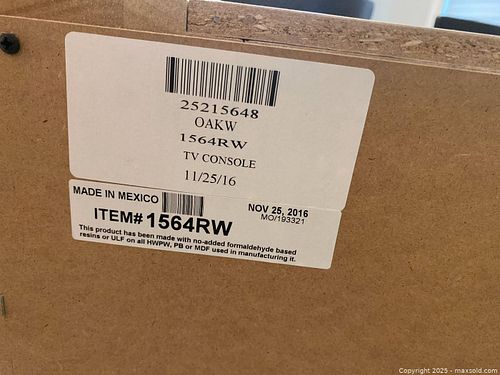 25215648
OAKW
1564RW
TV CONSOLE
11/25/16
MADE IN MEXICO
NOV 25, 2016
MO/193321
ITEM#1564RW
This product has been made with no-added formaldehyde based
resins or ULF on all HWPW, PB or MDF used in manufacturing it.
Copyright 2025 - maxsold.com